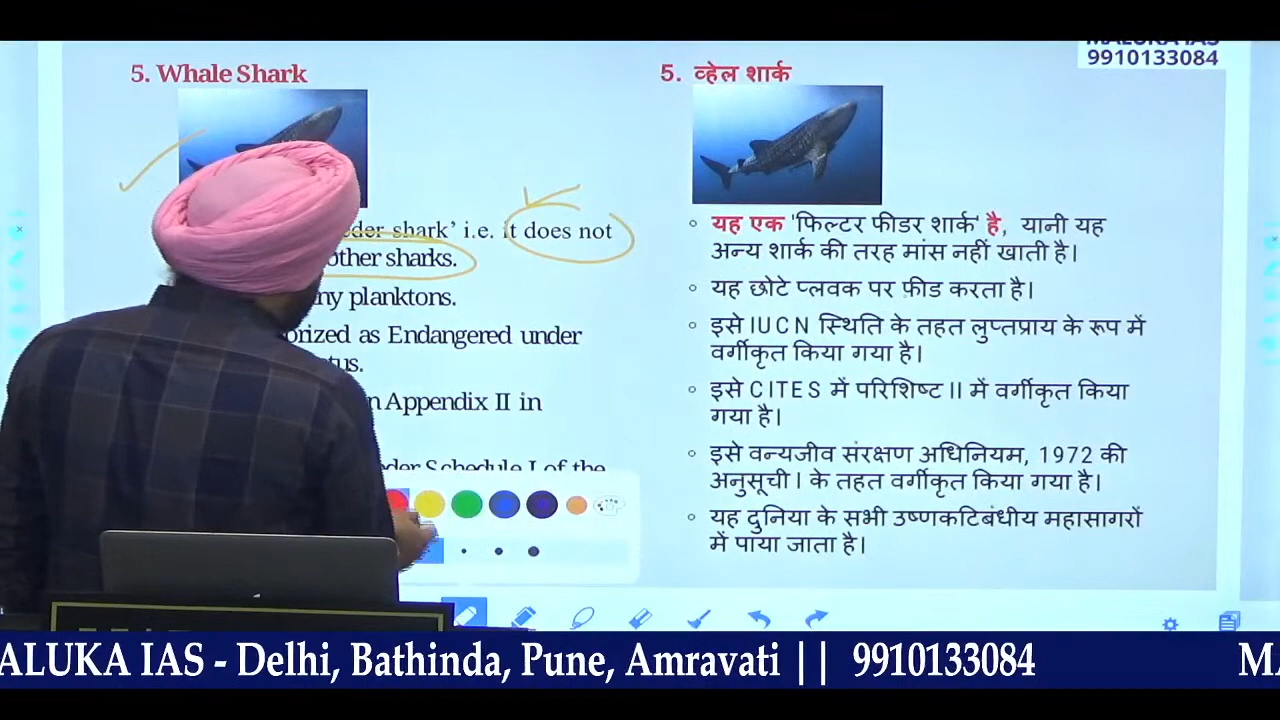 MALUKA IAS
9910133084
5. Whale Shark
eder shark’ i.e. it does not
other sharks.
ny planktons.
orized as Endangered under
tus.
n Appendix II in
der Schedule I of the
5. व्हेल शार्क
◦ यह एक 'फिल्टर फीडर शार्क' है, यानी यह
अन्य शार्क की तरह मांस नहीं खाती है।
◦ यह छोटे प्लवक पर फीड करता है।
◦ इसे IUCN स्थिति के तहत लुप्तप्राय के रूप में
वर्गीकृत किया गया है।
◦ इसे CITES में परिशिष्ट II में वर्गीकृत किया
गया है।
◦ इसे वन्यजीव संरक्षण अधिनियम, 1972 की
अनुसूची I के तहत वर्गीकृत किया गया है।
◦ यह दुनिया के सभी उष्णकटिबंधीय महासागरों
में पाया जाता है।
ALUKA IAS - Delhi, Bathinda, Pune, Amravati || 9910133084 MA